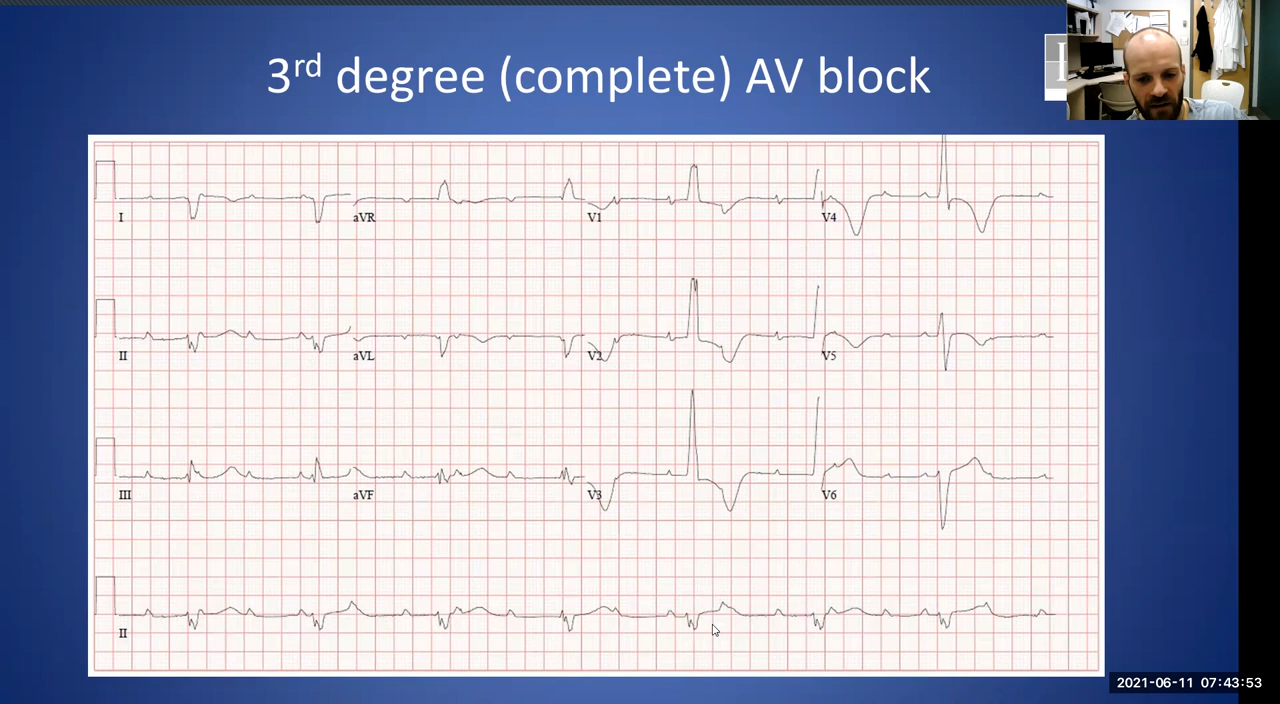 3rd degree (complete) AV block
I aVR V1 V4
II aVL V2 V5
III aVF V3 V6
II
2021-06-11 07:43:53